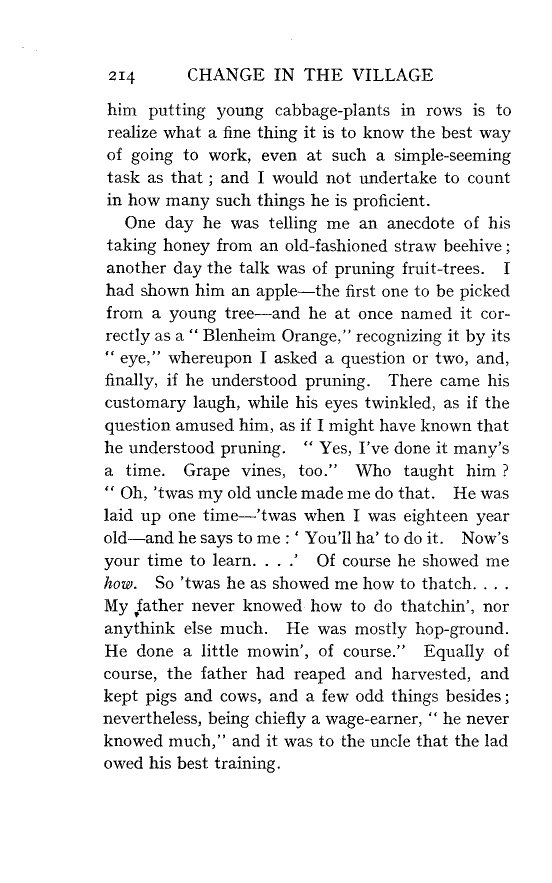 214 CHANGE IN THE VILLAGE
him putting young cabbage-plants in rows is to
realize what a fine thing it is to know the best way
of going to work, even at such a simple-seeming
task as that ; and I would not undertake to count
in how many such things he is proficient.
One day he was telling me an anecdote of his
taking honey from an old-fashioned straw beehive ;
another day the talk was of pruning fruit-trees. I
had shown him an apple—the first one to be picked
from a young tree—and he at once named it cor-
rectly as a “ Blenheim Orange,” recognizing it by its
“ eye,” whereupon I asked a question or two, and,
finally, if he understood pruning. There came his
customary laugh, while his eyes twinkled, as if the
question amused him, as if I might have known that
he understood pruning. “ Yes, I've done it many's
a time. Grape vines, too.” Who taught him ?
“ Oh, 'twas my old uncle made me do that. He was
laid up one time—'twas when I was eighteen year
old—and he says to me : ‘ You'll ha' to do it. Now's
your time to learn. . . .’ Of course he showed me
how. So 'twas he as showed me how to thatch. . . .
My father never knowed how to do thatchin', nor
anythink else much. He was mostly hop-ground.
He done a little mowin', of course.” Equally of
course, the father had reaped and harvested, and
kept pigs and cows, and a few odd things besides ;
nevertheless, being chiefly a wage-earner, “ he never
knowed much,” and it was to the uncle that the lad
owed his best training.